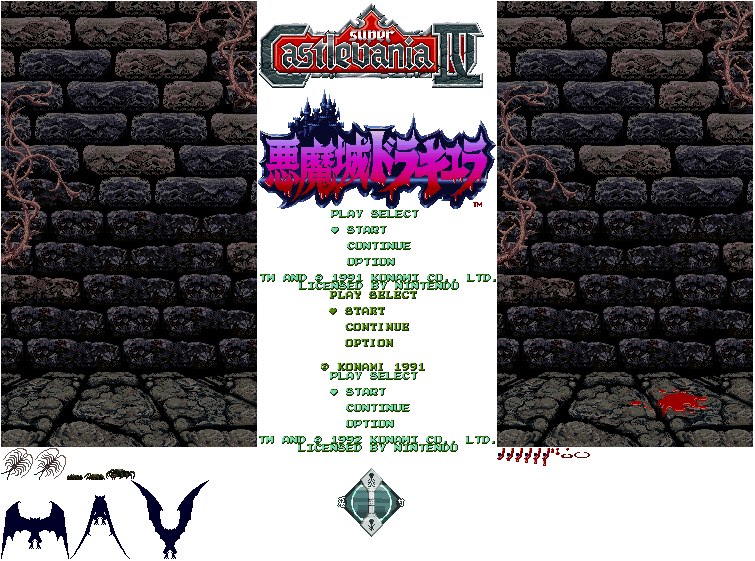 super
Castlevania IV
悪魔城ドラキュラ
TM
PLAY SELECT
START
CONTINUE
OPTION
TM AND © 1991 KONAMI CO., LTD.
LICENSED BY NINTENDO
PLAY SELECT
START
CONTINUE
OPTION
© KONAMI 1991
PLAY SELECT
START
CONTINUE
OPTION
TM AND © 1992 KONAMI CO., LTD.
LICENSED BY NINTENDO